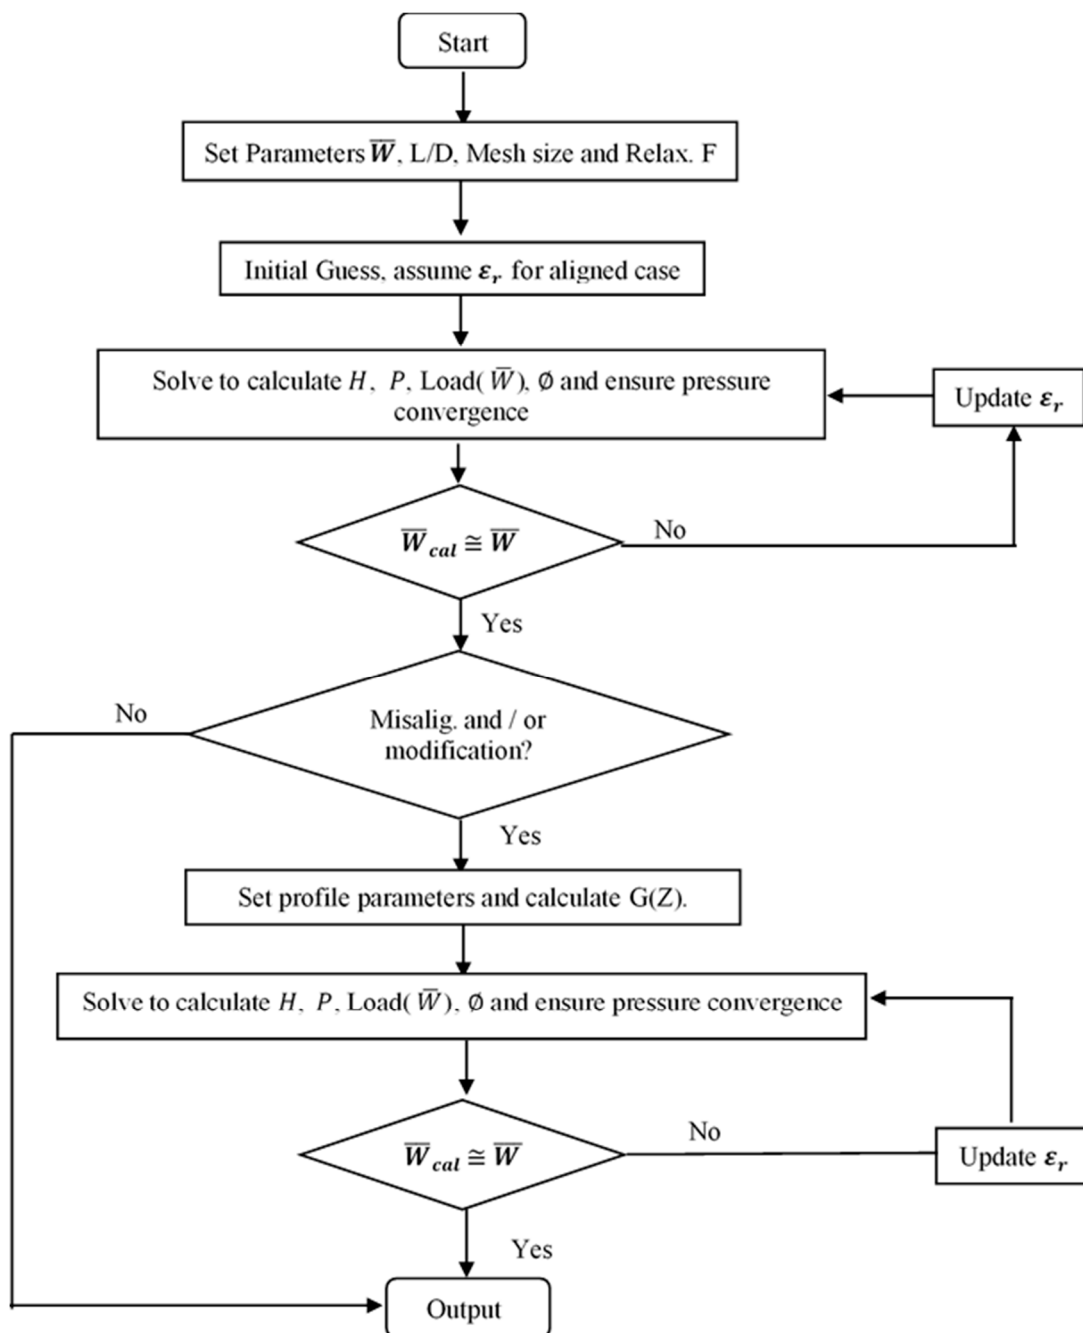 Start
Set Parameters W̅, L/D, Mesh size and Relax. F
Initial Guess, assume εr for aligned case
Solve to calculate H, P, Load( W̅), ∅ and ensure pressure
convergence
Update εr
W̅cal ≅ W̅
No
Yes
No
Misalig. and / or
modification?
Yes
Set profile parameters and calculate G(Z).
Solve to calculate H, P, Load( W̅), ∅ and ensure pressure convergence
W̅cal ≅ W̅
No
Update εr
Yes
Output